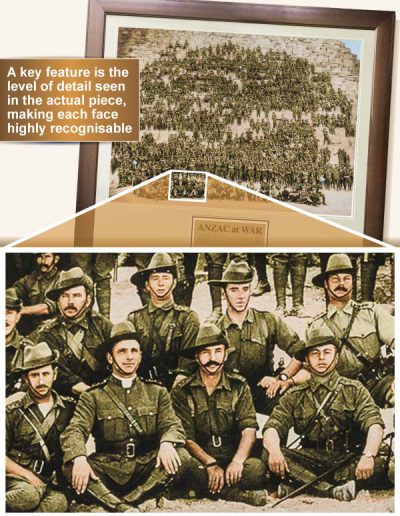 A key feature is the
level of detail seen
in the actual piece,
making each face
highly recognisable
ANZAC at WAR